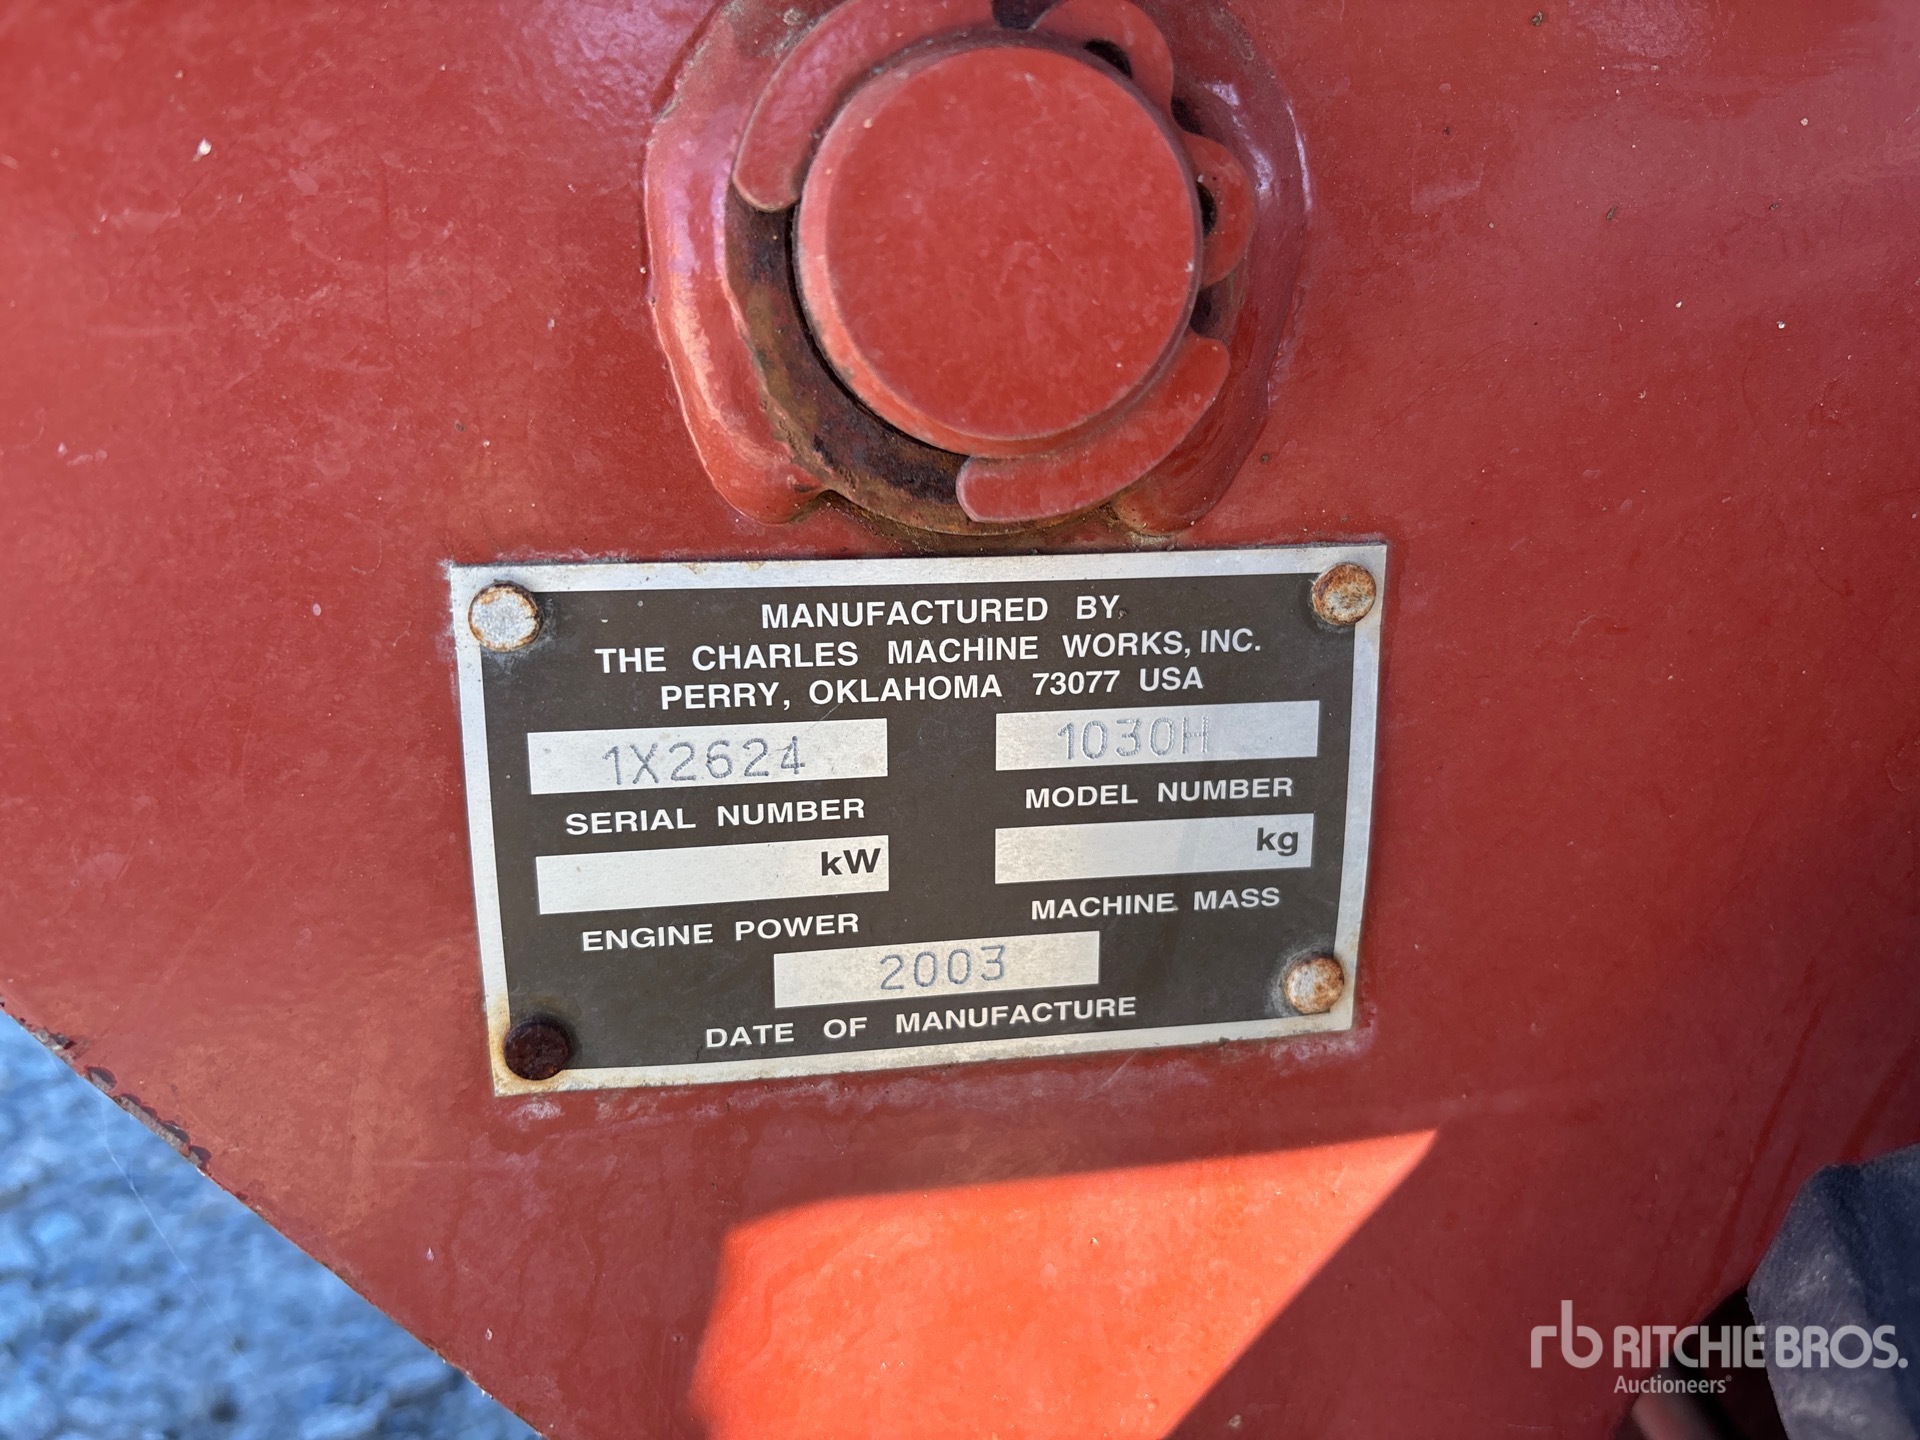 MANUFACTURED BY
THE CHARLES MACHINE WORKS, INC.
PERRY, OKLAHOMA 73077 USA
1X2624
1030H
SERIAL NUMBER
MODEL NUMBER
kW
kg
ENGINE POWER
MACHINE MASS
2003
DATE OF MANUFACTURE
rb RITCHIE BROS.
Auctioneers®